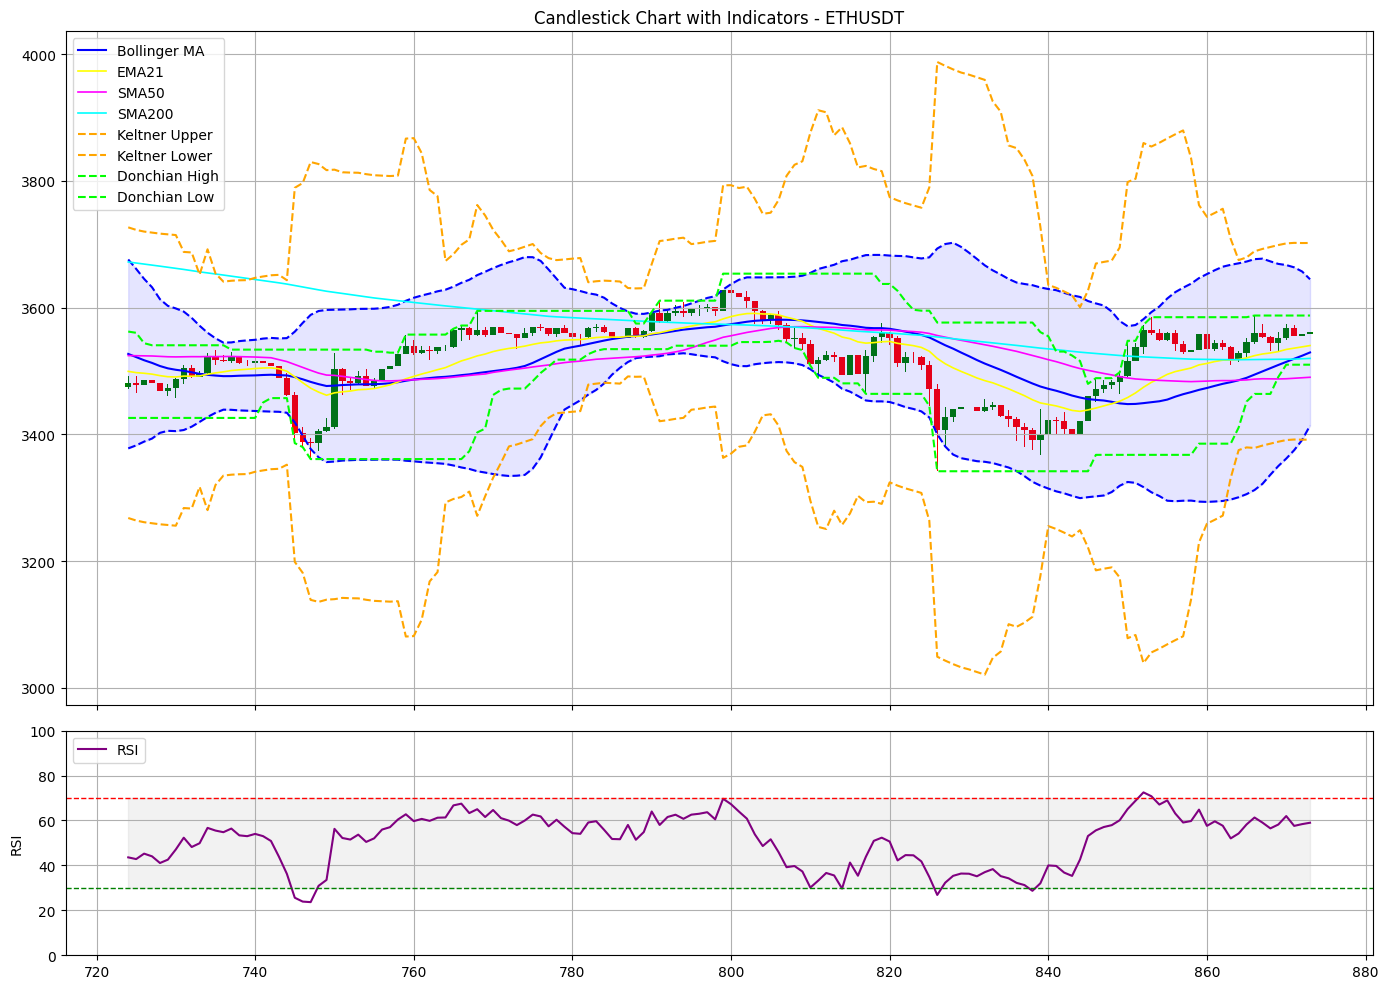 Candlestick Chart with Indicators - ETHUSDT
4000
3800
3600
3400
3200
3000
Bollinger MA
EMA21
SMA50
SMA200
Keltner Upper
Keltner Lower
Donchian High
Donchian Low
RSI
100
80
60
40
20
0
RSI
720
740
760
780
800
820
840
860
880